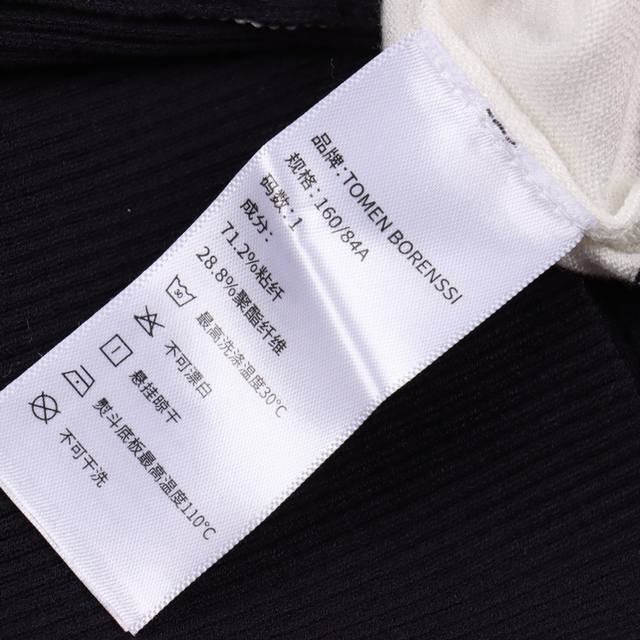 品牌: TOMEN BORENSSI
规格: 160/84A
码数: 1
成分:
71.2%粘纤
28.8%聚酯纤维
最高洗涤温度30℃
不可漂白
悬挂晾干
熨斗底板最高温度110℃
不可干洗